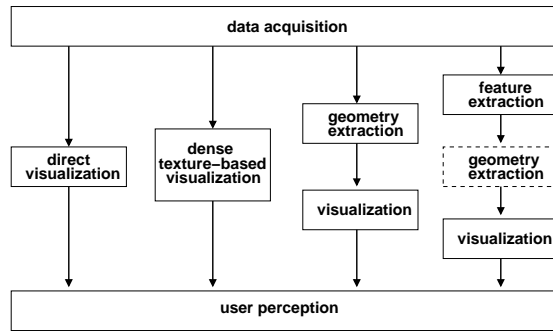 data acquisition
direct
visualization
dense
texture−based
visualization
geometry
extraction
visualization
feature
extraction
geometry
extraction
visualization
user perception